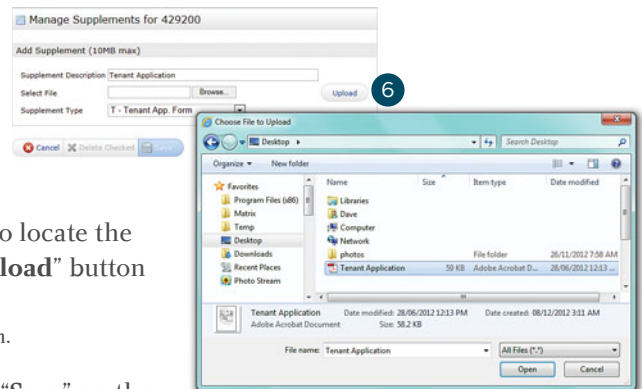 Manage Supplements for 429200
Add Supplement (10MB max)
Supplement Description Tenant Application
Select File Browse... Upload 6
Supplement Type T - Tenant App. Form
Cancel Delete Checked Save
Choose File to Upload
Desktop Search Desktop
Organize New folder
Favorites
Program Files (x86)
Matrix
Temp
Desktop
Downloads
Recent Places
Photo Stream
Name Size Item type Date modified
Libraries
Dave
Computer
Network
photos File folder 26/11/2012 7:58 AM
Tenant Application 59 KB Adobe Acrobat D... 28/06/2012 12:13 ...
Tenant Application Date modified: 28/06/2012 12:13 PM Date created: 08/12/2012 3:11 AM
Adobe Acrobat Document Size: 58.2 KB
File name: Tenant Application All Files (*.*)
Open Cancel
o locate the
load” button
n.
“Save” on the